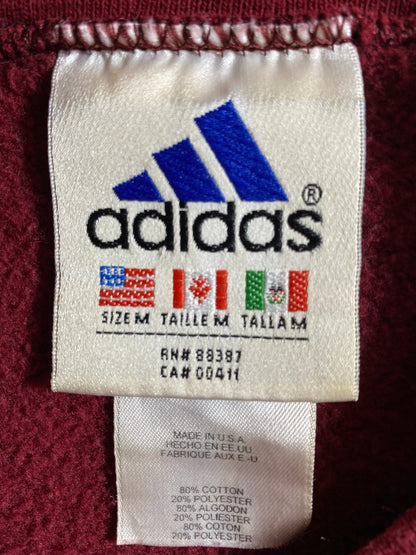 adidas®
SIZE M TAILLE M TALLA M
RN# 88387
CA# 00411
MADE IN U.S.A.
HECHO EN EE.UU.
FABRIQUE AUX E.-U.
80% COTTON
20% POLYESTER
80% ALGODON
20% POLIESTER
80% COTON
20% POLYESTER